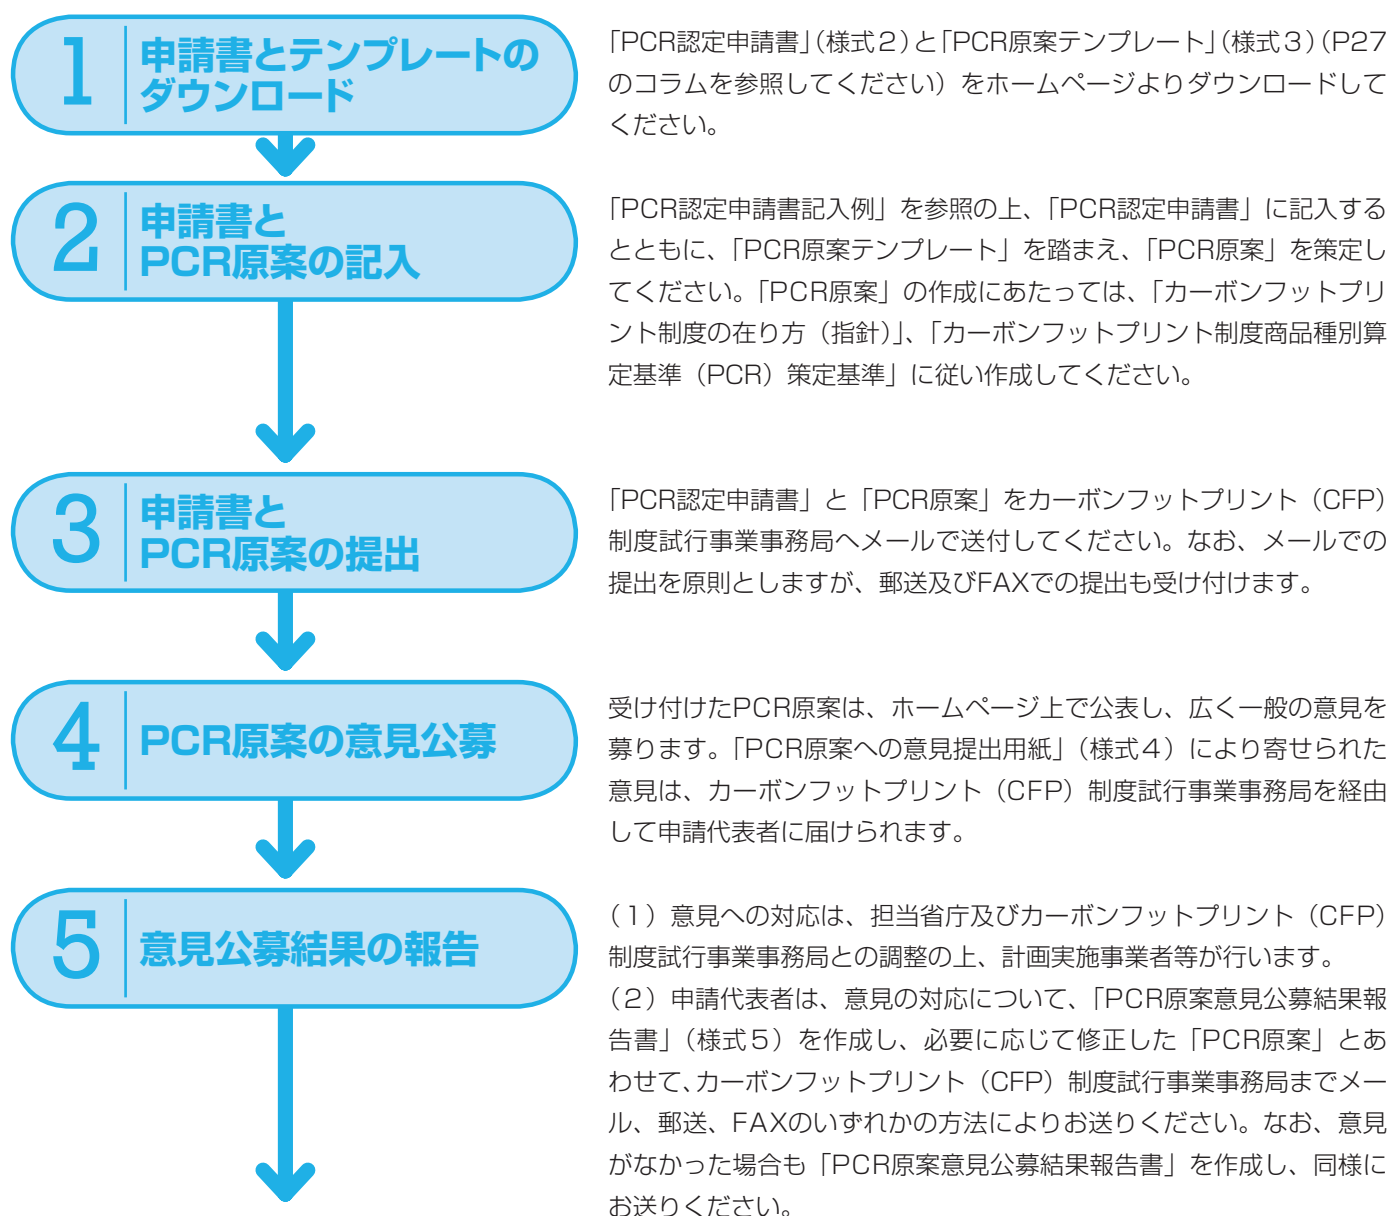 1
申請書とテンプレートの
ダウンロード
「PCR認定申請書」（様式２）と「PCR原案テンプレート」（様式３）（P27
のコラムを参照してください）をホームページよりダウンロードして
ください。
2
申請書と
PCR原案の記入
「PCR認定申請書記入例」を参照の上、「PCR認定申請書」に記入する
とともに、「PCR原案テンプレート」を踏まえ、「PCR原案」を策定し
てください。「PCR原案」の作成にあたっては、「カーボンフットプリ
ント制度の在り方（指針）」、「カーボンフットプリント制度商品種別算
定基準（PCR）策定基準」に従い作成してください。
3
申請書と
PCR原案の提出
「PCR認定申請書」と「PCR原案」をカーボンフットプリント（CFP）
制度試行事業事務局へメールで送付してください。なお、メールでの
提出を原則としますが、郵送及びFAXでの提出も受け付けます。
4
PCR原案の意見公募
受け付けたPCR原案は、ホームページ上で公表し、広く一般の意見を
募ります。「PCR原案への意見提出用紙」（様式４）により寄せられた
意見は、カーボンフットプリント（CFP）制度試行事業事務局を経由
して申請代表者に届けられます。
5
意見公募結果の報告
（１）意見への対応は、担当省庁及びカーボンフットプリント（CFP）
制度試行事業事務局との調整の上、計画実施事業者等が行います。
（２）申請代表者は、意見の対応について、「PCR原案意見公募結果報
告書」（様式５）を作成し、必要に応じて修正した「PCR原案」とあ
わせて、カーボンフットプリント（CFP）制度試行事業事務局までメー
ル、郵送、FAXのいずれかの方法によりお送りください。なお、意見
がなかった場合も「PCR原案意見公募結果報告書」を作成し、同様に
お送りください。